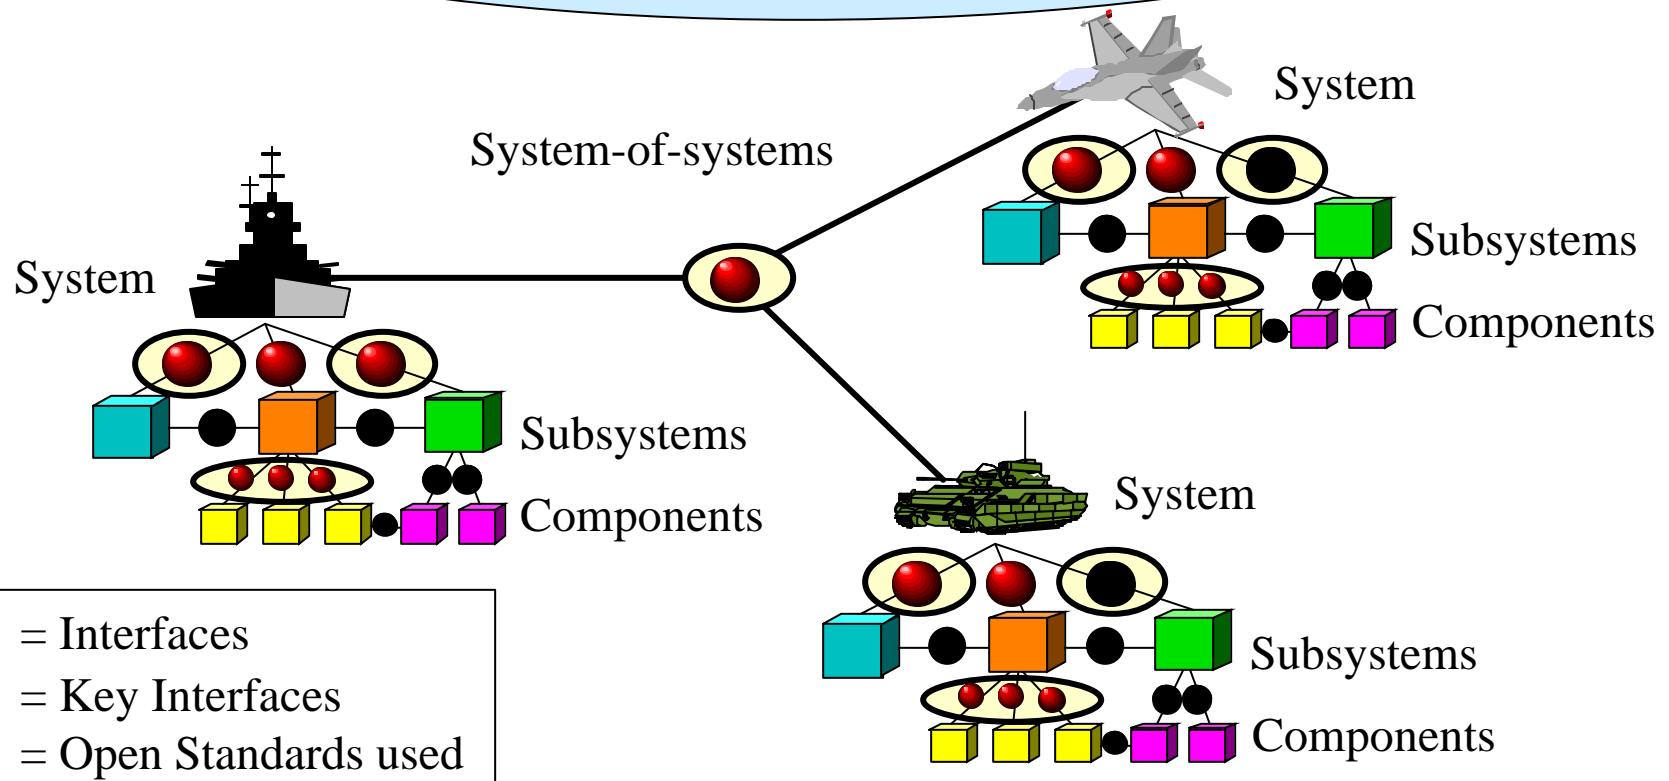 System
System-of-systems
System
Subsystems
Components
Subsystems
Components
System
= Interfaces
= Key Interfaces
= Open Standards used
Subsystems
Components